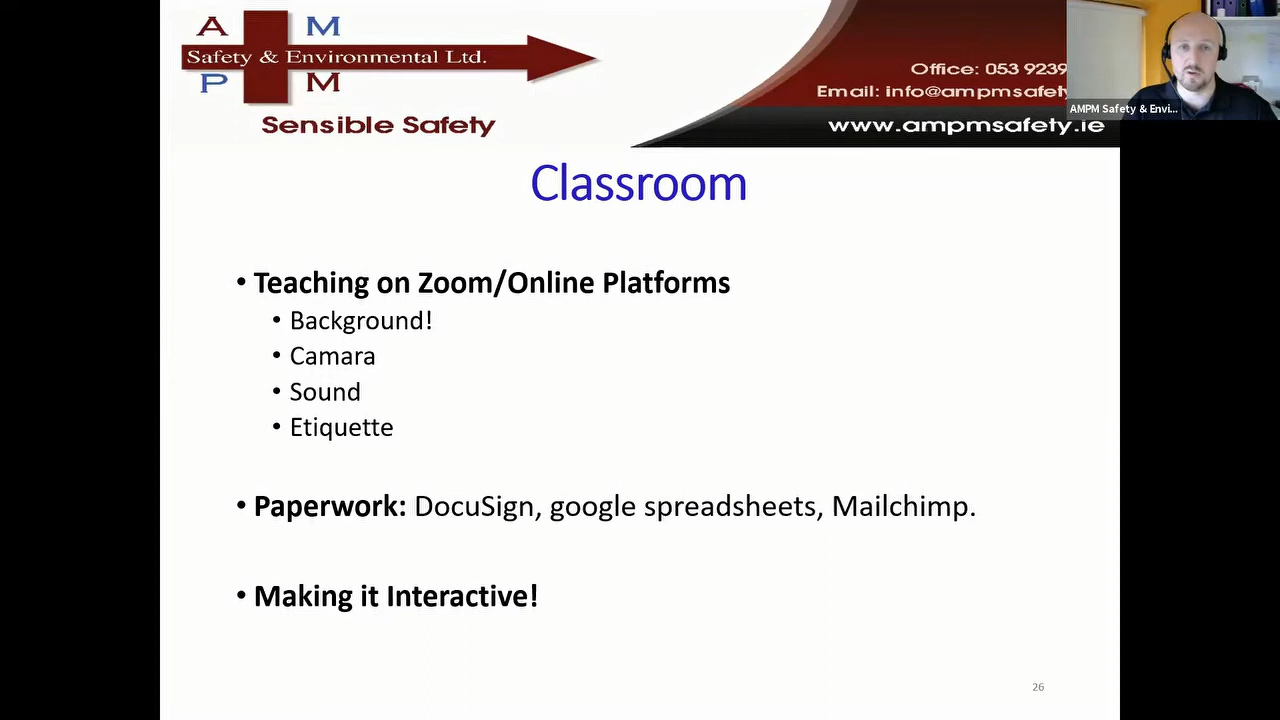 A M
Safety & Environmental Ltd.
P M
Sensible Safety
Office: 053 9239
Email: info@ampmsafety
www.ampmsafety.ie
AMPM Safety & Envi...
Classroom
• Teaching on Zoom/Online Platforms
• Background!
• Camara
• Sound
• Etiquette
• Paperwork: DocuSign, google spreadsheets, Mailchimp.
• Making it Interactive!
26